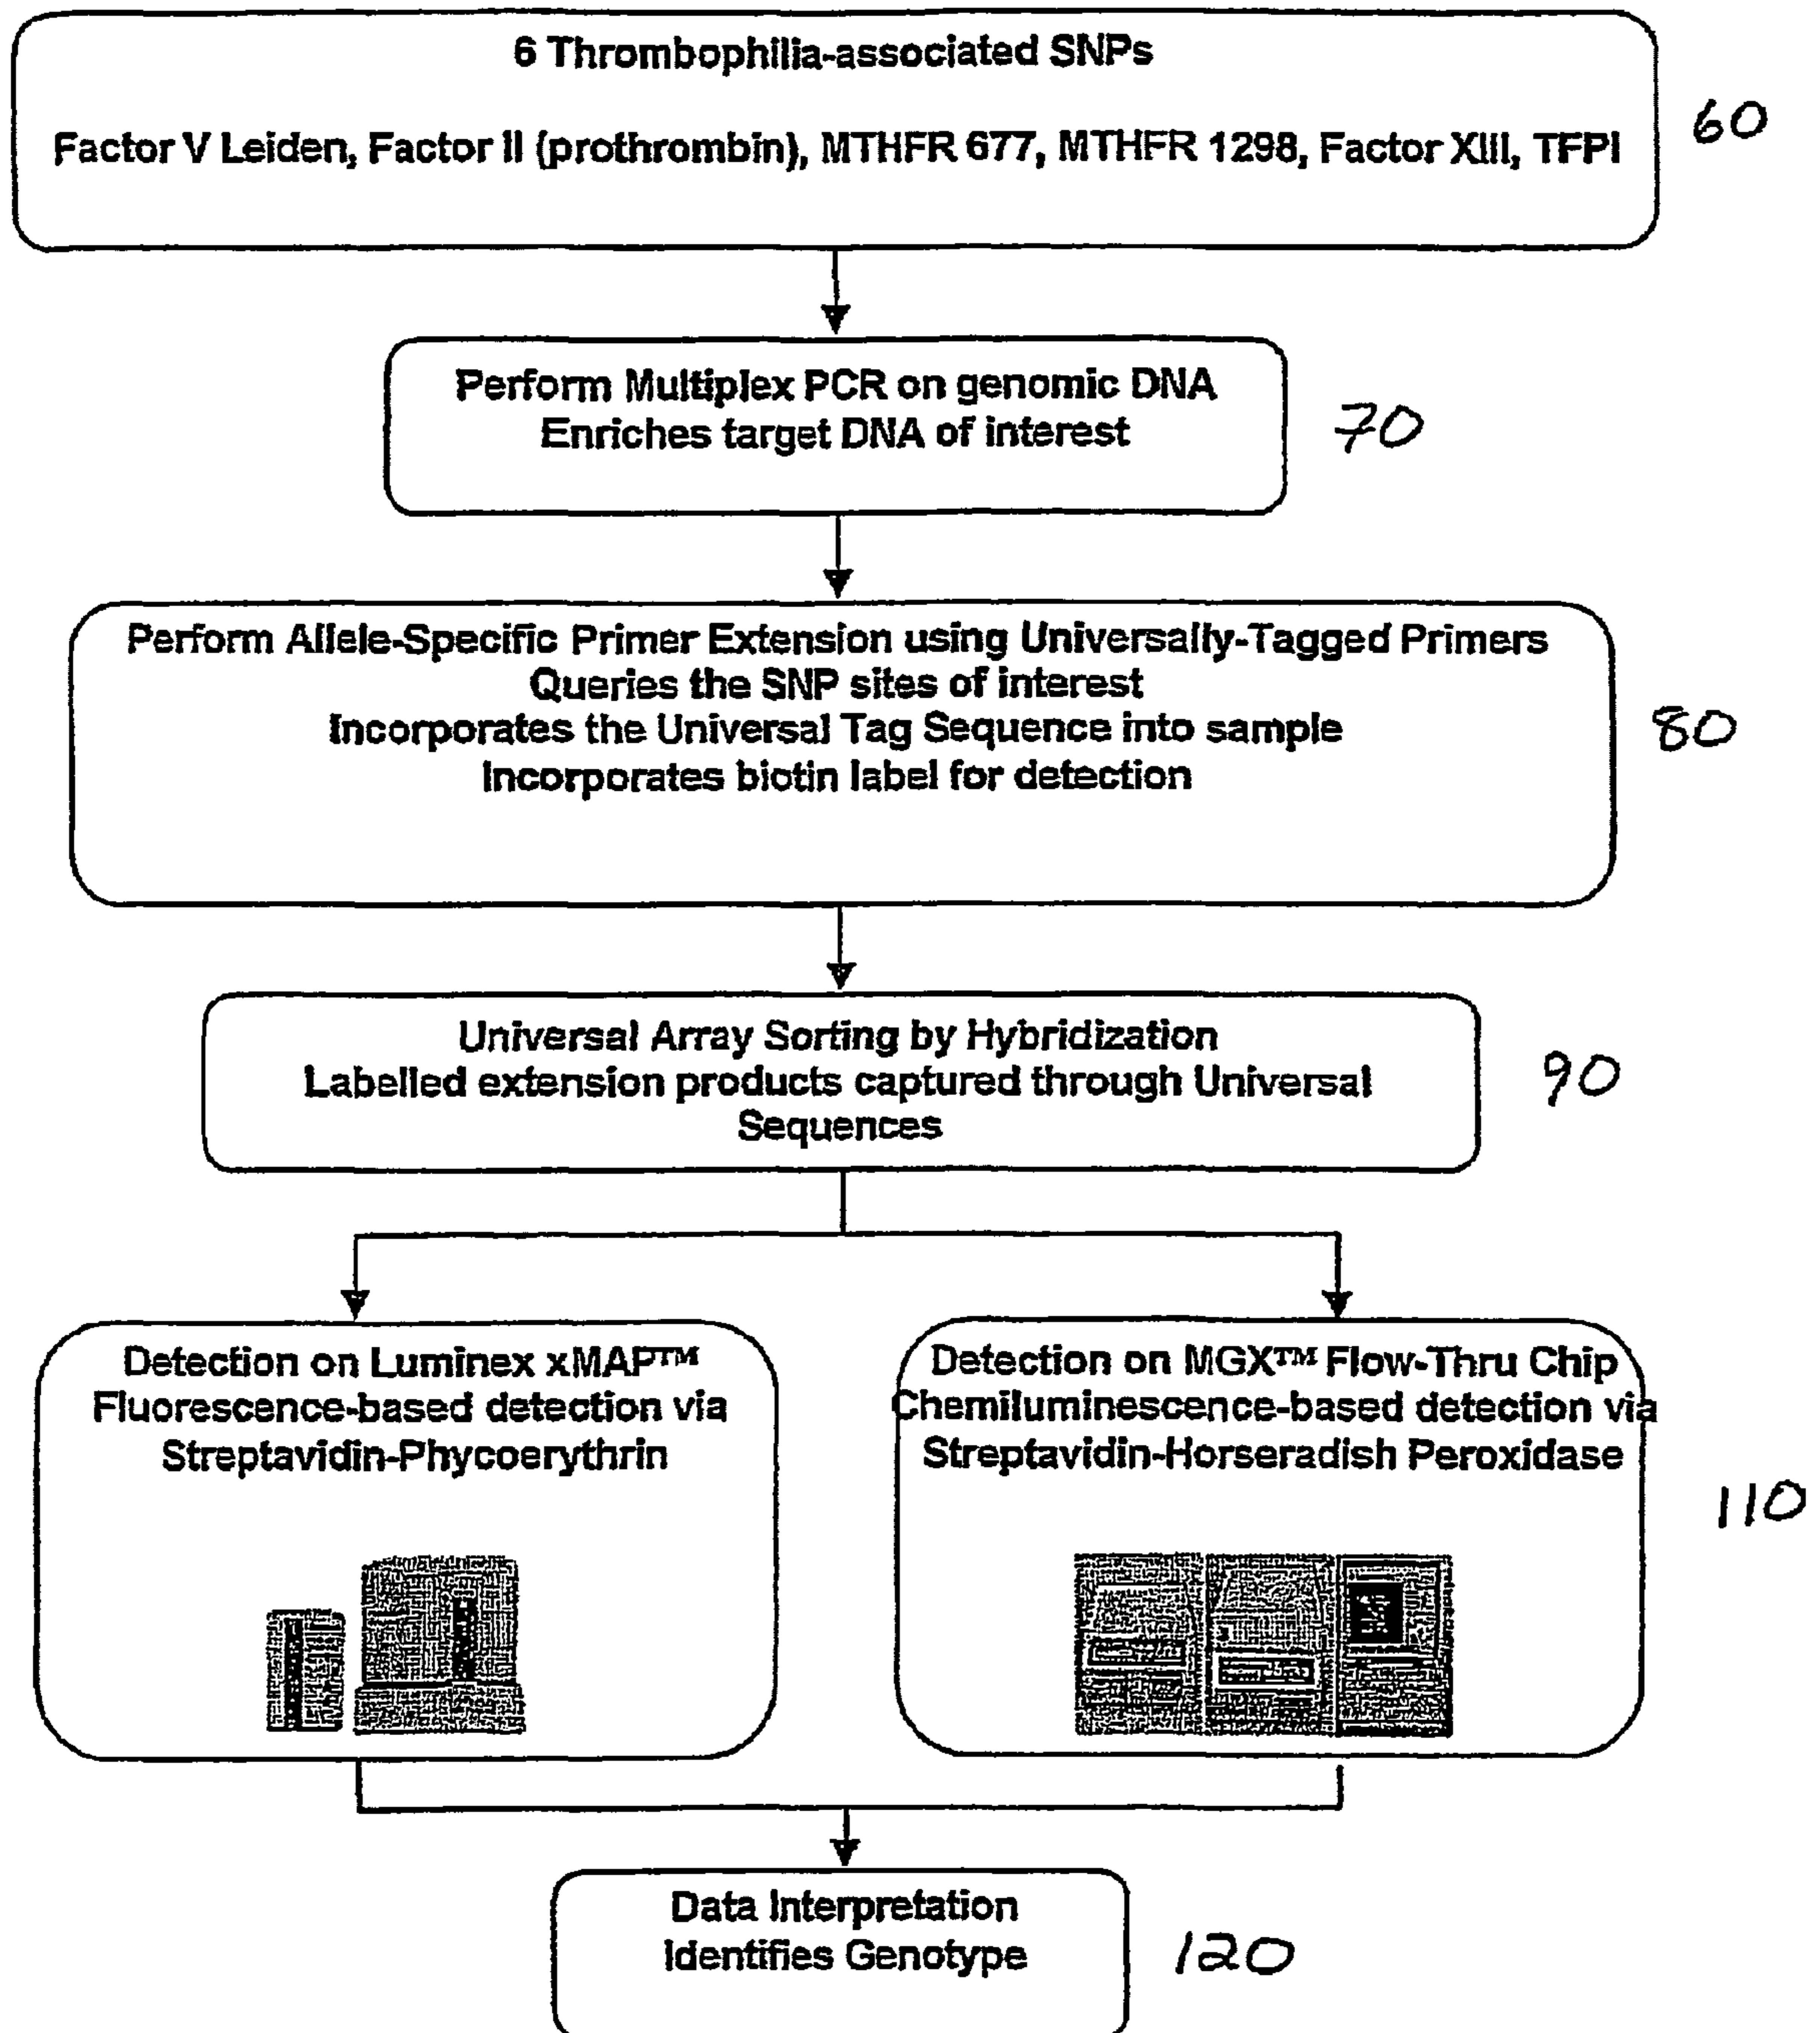 6 Thrombophilia-associated SNPs
Factor V Leiden, Factor II (prothrombin), MTHFR 677, MTHFR 1298, Factor XIII, TFPI
60
Perform Multiplex PCR on genomic DNA
Enriches target DNA of interest
70
Perform Allele-Specific Primer Extension using Universally-Tagged Primers
Queries the SNP sites of interest
Incorporates the Universal Tag Sequence into sample
Incorporates biotin label for detection
80
Universal Array Sorting by Hybridization
Labelled extension products captured through Universal
Sequences
90
Detection on Luminex xMAP™
Fluorescence-based detection via
Streptavidin-Phycoerythrin
Detection on MGX™ Flow-Thru Chip
Chemiluminescence-based detection via
Streptavidin-Horseradish Peroxidase
110
Data Interpretation
Identifies Genotype
120